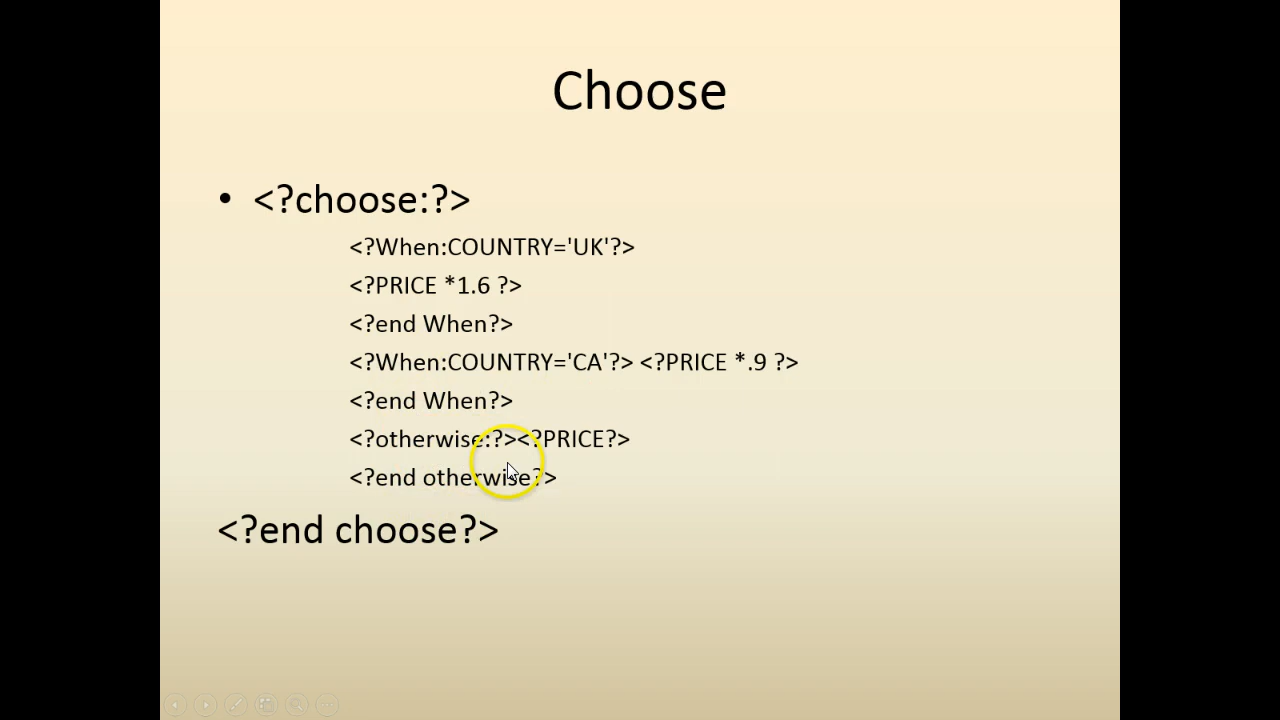 Choose
• <?choose:?>
<?When:COUNTRY='UK'?>
<?PRICE *1.6 ?>
<?end When?>
<?When:COUNTRY='CA'?> <?PRICE *.9 ?>
<?end When?>
<?otherwise:?><?PRICE?>
<?end otherwise?>
<?end choose?>